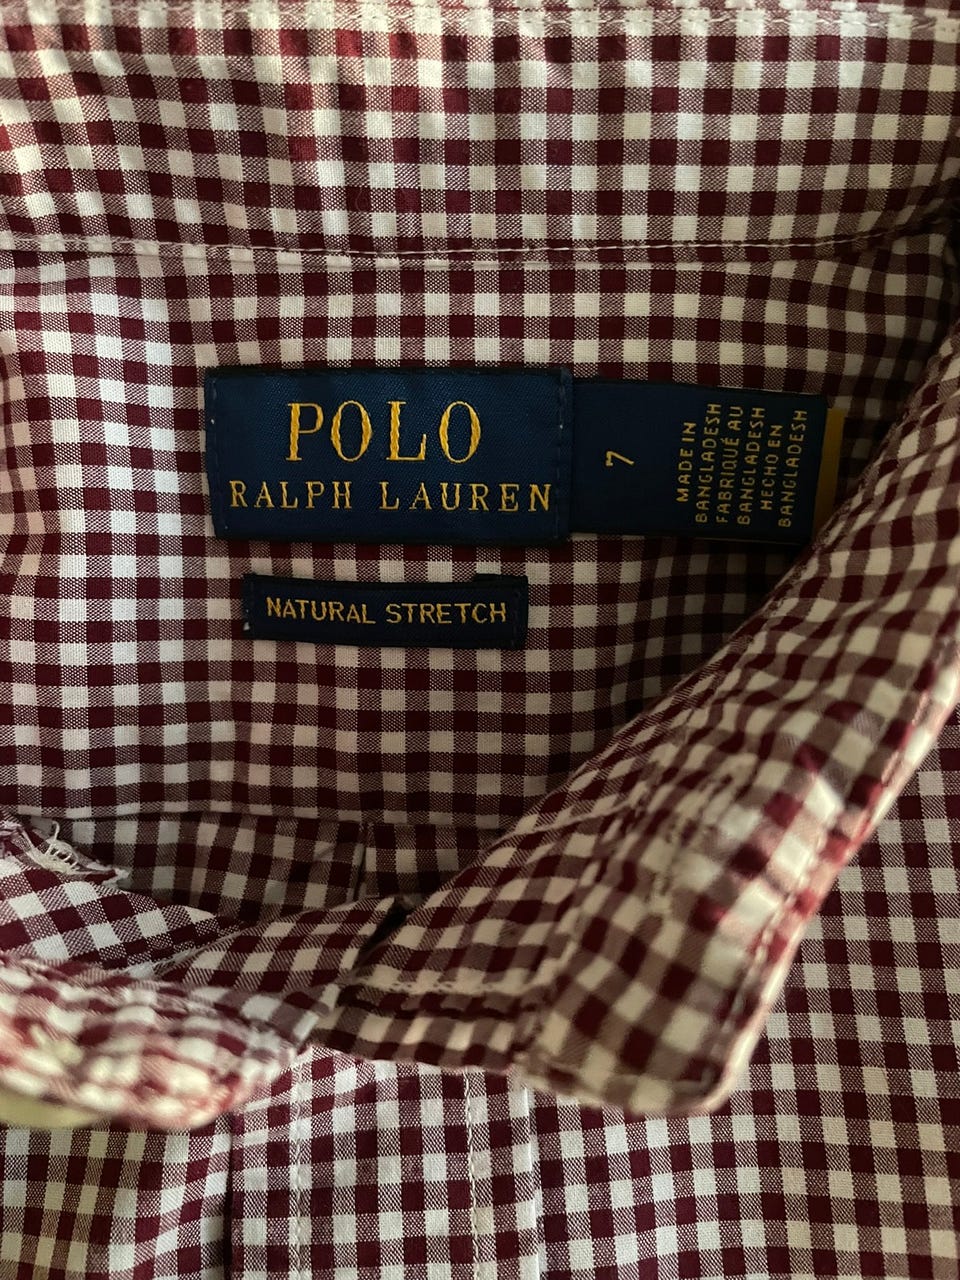 POLO
RALPH LAUREN
7
MADE IN
BANGLADESH
FABRIQUÉ AU
BANGLADESH
HECHO EN
BANGLADESH
NATURAL STRETCH